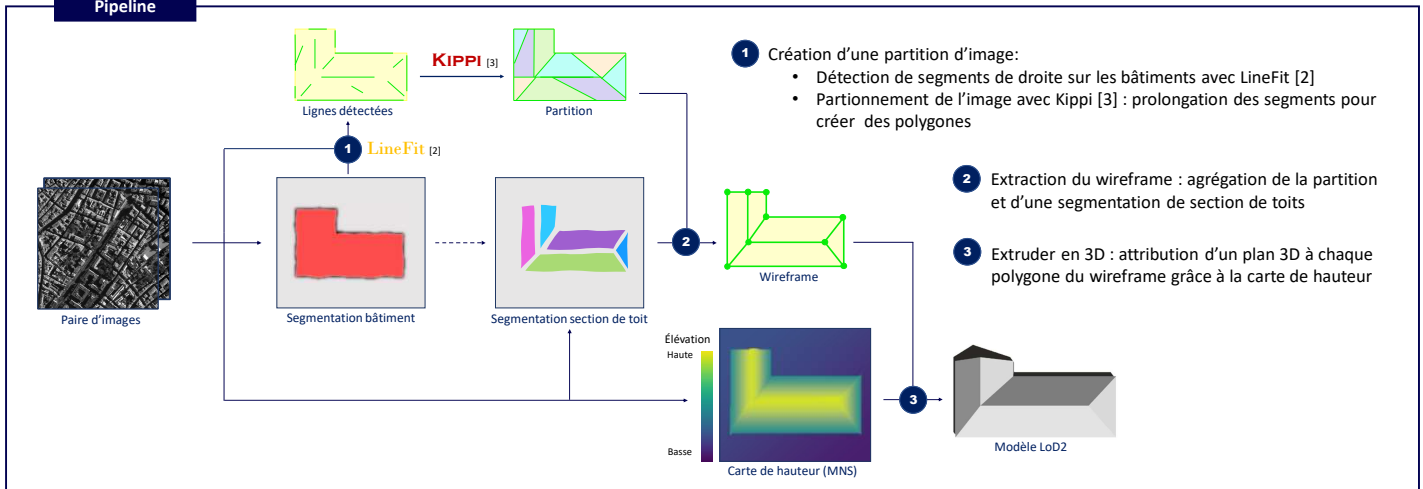 Pipeline
KIPPI [3]
Lignes détectées
Partition
1
LineFit [2]
1 Création d'une partition d'image:
• Détection de segments de droite sur les bâtiments avec LineFit [2]
• Partionnement de l'image avec Kippi [3] : prolongation des segments pour
créer des polygones
2 Extraction du wireframe : agrégation de la partition
et d'une segmentation de section de toits
3 Extruder en 3D : attribution d'un plan 3D à chaque
polygone du wireframe grâce à la carte de hauteur
2
Paire d'images
Segmentation bâtiment
Segmentation section de toit
Wireframe
Élévation
Haute
Basse
3
Carte de hauteur (MNS)
Modèle LoD2